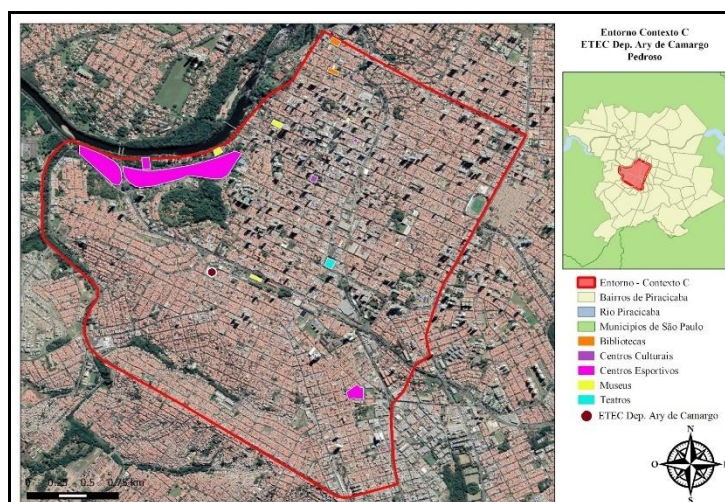 Entorno Contexto C
ETEC Dep. Ary de Camargo
Pedroso
Entorno - Contexto C
Bairros de Piracicaba
Rio Piracicaba
Municípios de São Paulo
Bibliotecas
Centros Culturais
Centros Esportivos
Museus
Teatros
ETEC Dep. Ary de Camargo
N
O
S
0 0.25 0.5 0.75 km